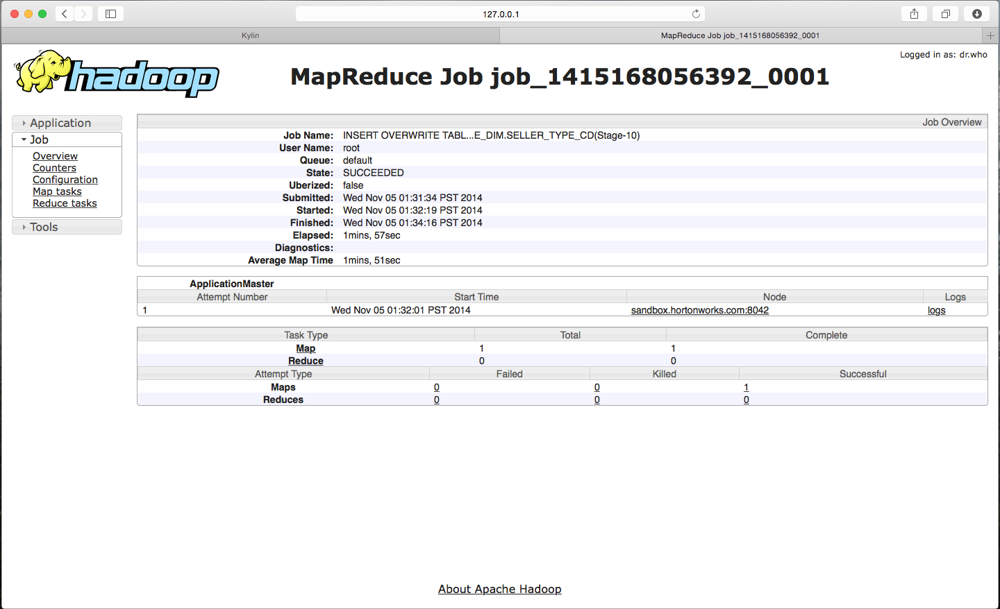 127.0.0.1
Kylin
MapReduce Job job_1415168056392_0001
Logged in as: dr.who
hadoop
MapReduce Job job_1415168056392_0001
Application
Job
Overview
Counters
Configuration
Map tasks
Reduce tasks
Tools
Job Overview
Job Name: INSERT OVERWRITE TABL...E_DIM.SELLER_TYPE_CD(Stage-10)
User Name: root
Queue: default
State: SUCCEEDED
Uberized: false
Submitted: Wed Nov 05 01:31:34 PST 2014
Started: Wed Nov 05 01:32:19 PST 2014
Finished: Wed Nov 05 01:34:16 PST 2014
Elapsed: 1mins, 57sec
Diagnostics:
Average Map Time 1mins, 51sec
ApplicationMaster
Attempt Number Start Time Node Logs
1 Wed Nov 05 01:32:01 PST 2014 sandbox.hortonworks.com:8042 logs
Task Type Total Complete
Map 1 1
Reduce 0 0
Attempt Type Failed Killed Successful
Maps 0 0 1
Reduces 0 0 0
About Apache Hadoop